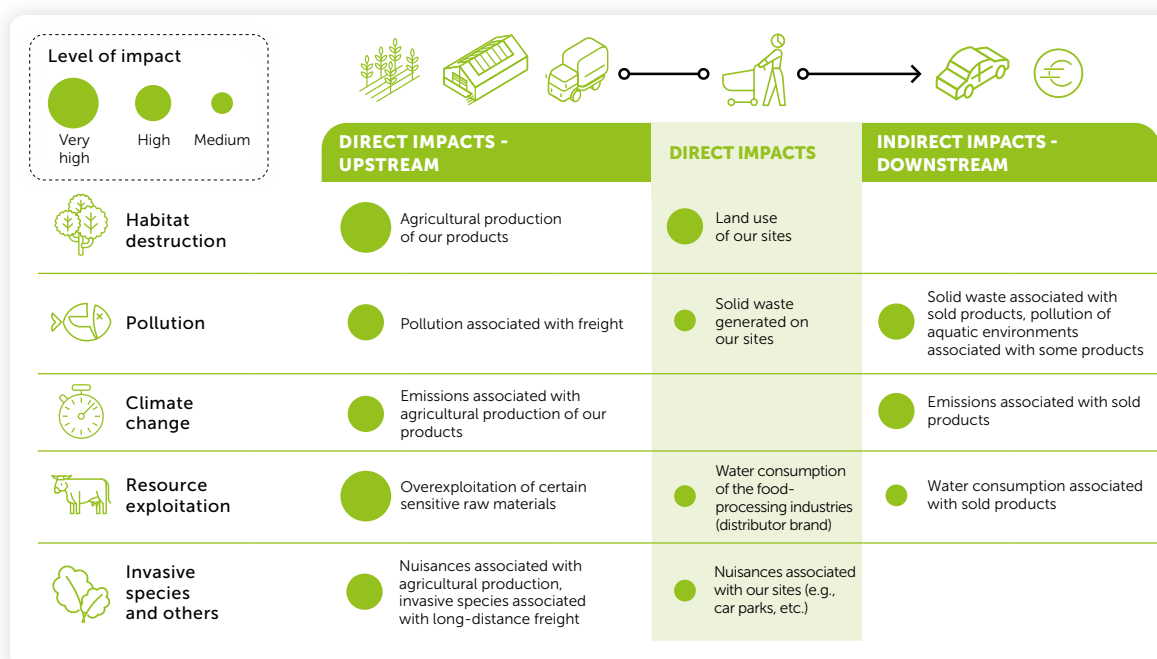 Level of impact
Very
high
High
Medium
DIRECT IMPACTS -
UPSTREAM
DIRECT IMPACTS
INDIRECT IMPACTS -
DOWNSTREAM
Habitat
destruction
Agricultural production
of our products
Land use
of our sites
Pollution
Pollution associated with freight
Solid waste
generated on
our sites
Solid waste associated with
sold products, pollution of
aquatic environments
associated with some products
Climate
change
Emissions associated with
agricultural production of our
products
Emissions associated with sold
products
Resource
exploitation
Overexploitation of certain
sensitive raw materials
Water consumption
of the food-
processing industries
(distributor brand)
Water consumption associated
with sold products
Invasive
species
and others
Nuisances associated with
agricultural production,
invasive species associated
with long-distance freight
Nuisances associated
with our sites (e.g.,
car parks, etc.)